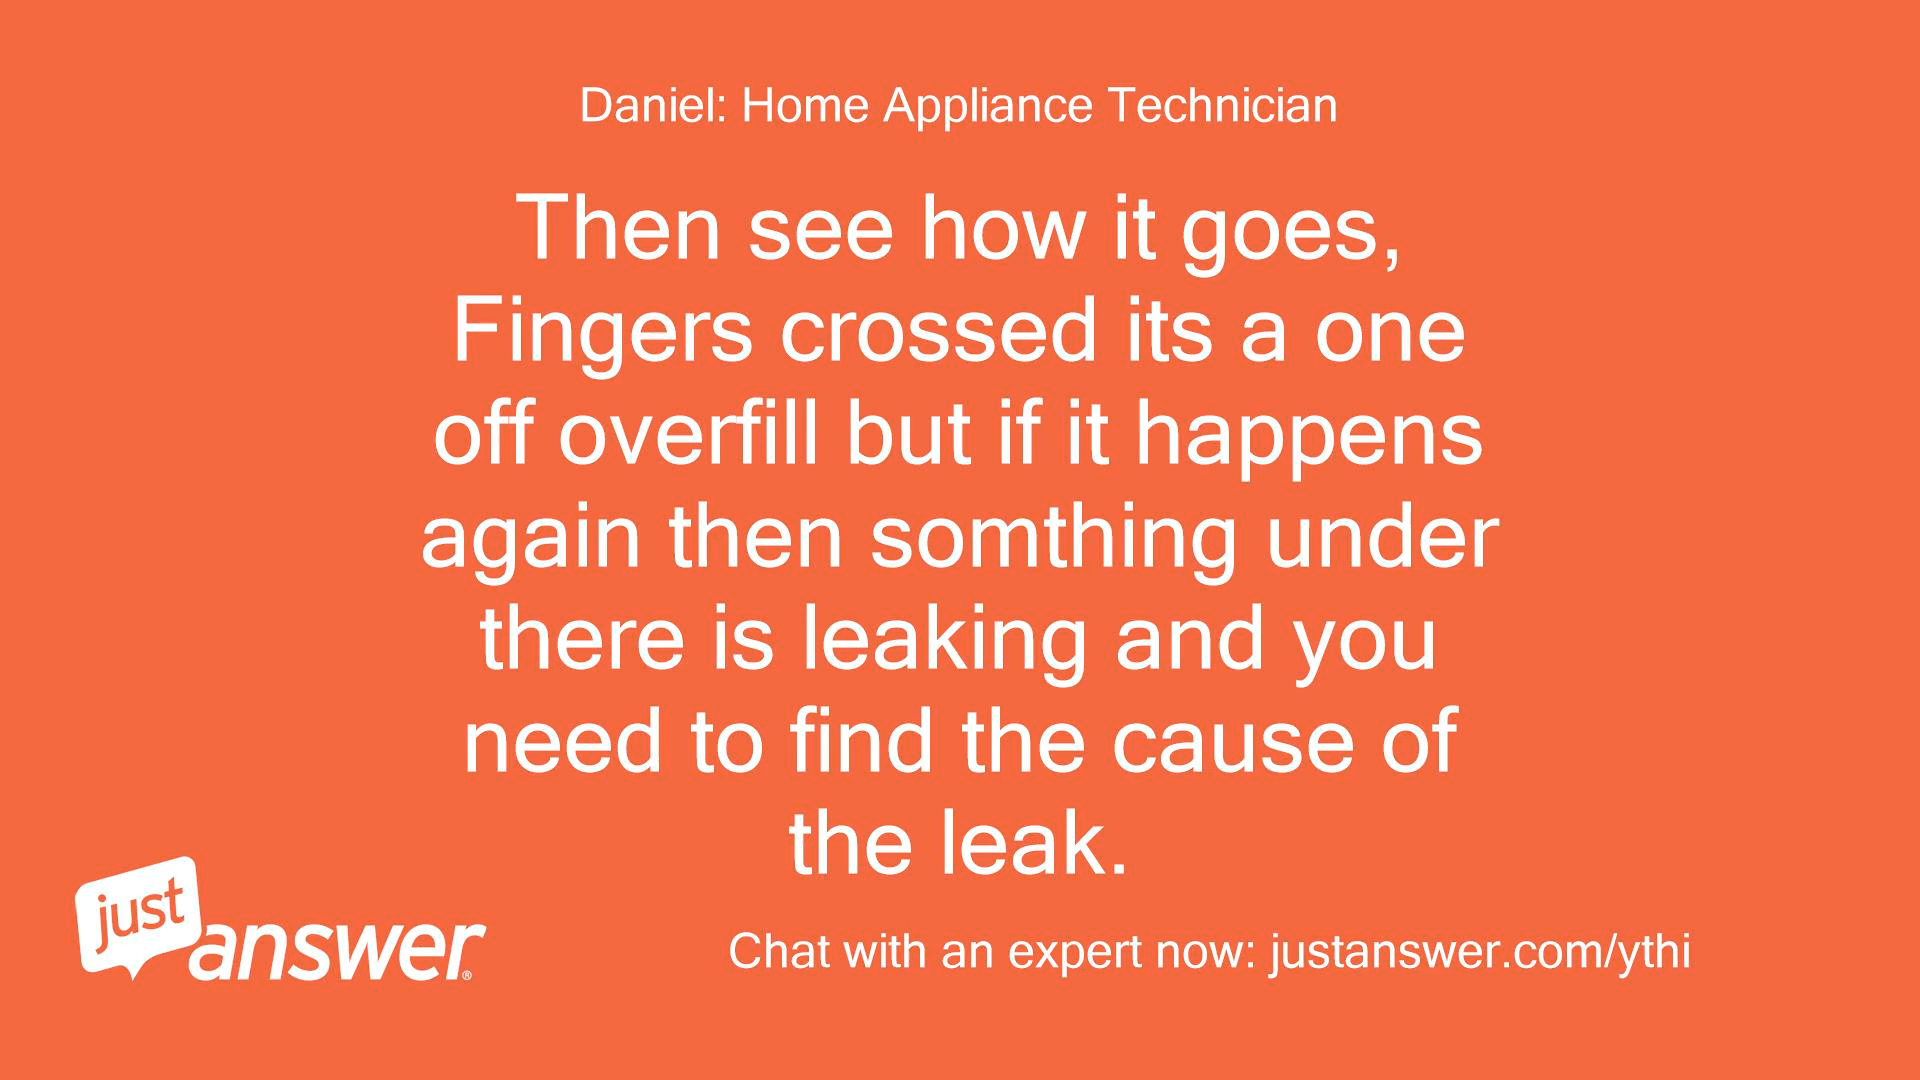 Daniel: Home Appliance Technician
Then see how it goes,
Fingers crossed its a one
off overfill but if it happens
again then somthing under
there is leaking and you
need to find the cause of
the leak.
just
answer®
Chat with an expert now: justanswer.com/ythi